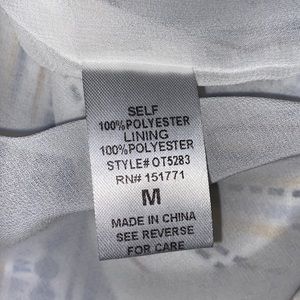 SELF
100%POLYESTER
LINING
100%POLYESTER
STYLE# OT5283
RN# 151771
M
MADE IN CHINA
SEE REVERSE
FOR CARE